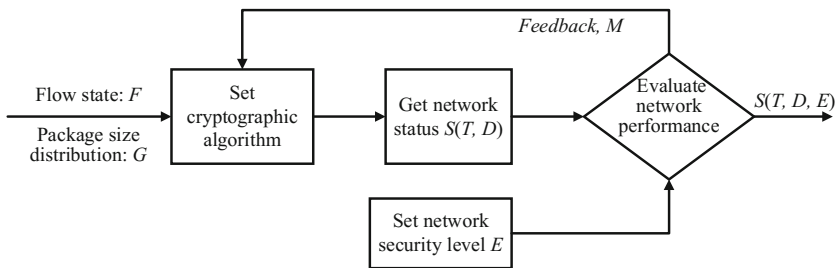 Feedback, M
Flow state: F
Package size
distribution: G
Set
cryptographic
algorithm
Get network
status S(T, D)
Evaluate
network
performance
S(T, D, E)
Set network
security level E